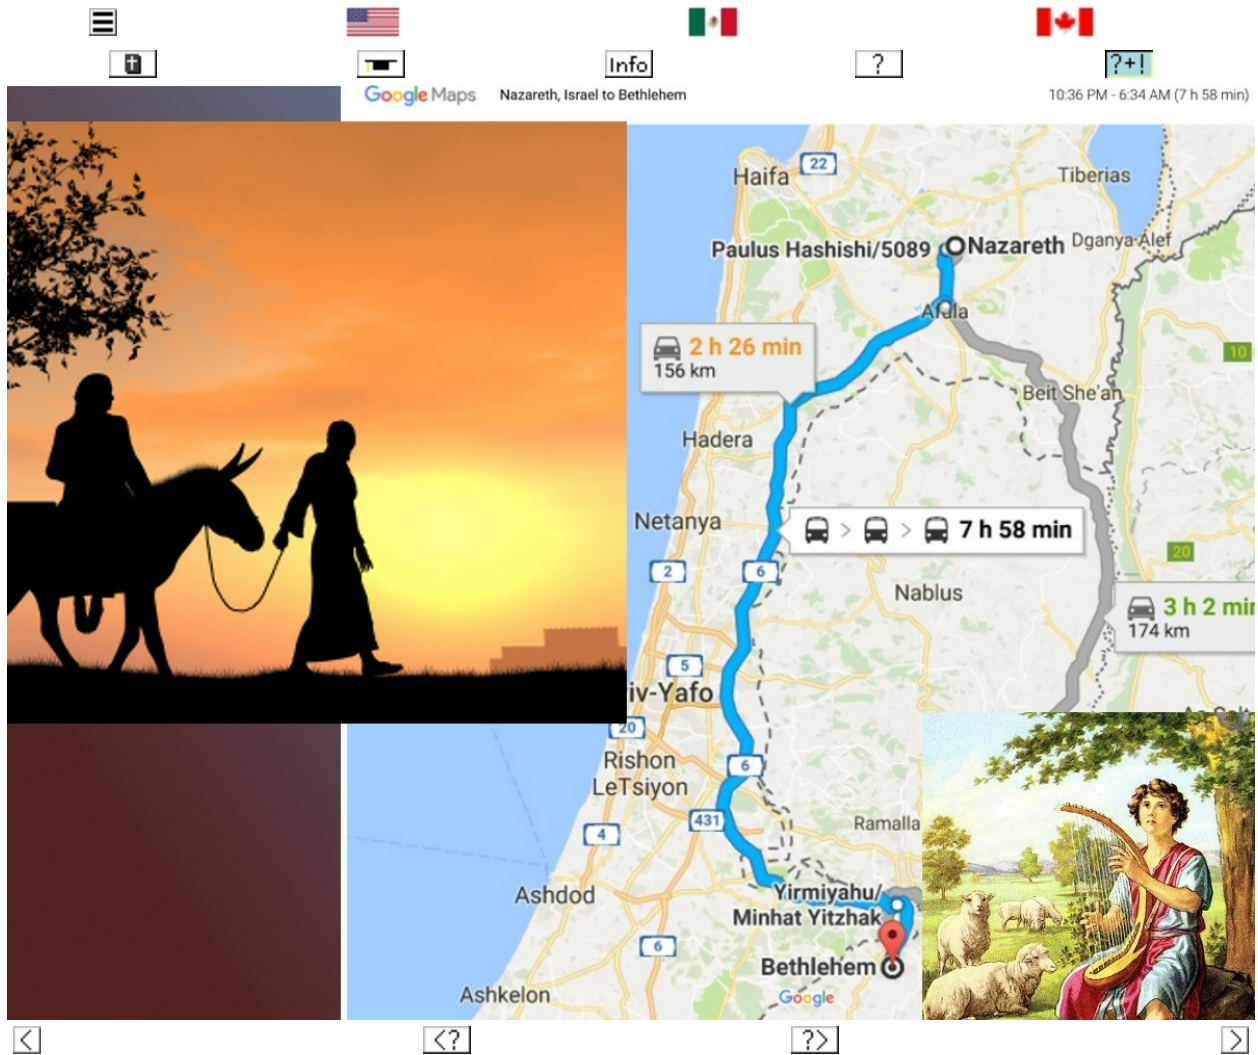 Info
?
?+!
Google Maps
Nazareth, Israel to Bethlehem
10:36 PM - 6:34 AM (7 h 58 min)
22
Haifa
Tiberias
Paulus Hashishi/5089
Nazareth
Dganya Alef
Afula
2 h 26 min
156 km
10
Beit She'an
Hadera
Netanya
> > 7 h 58 min
20
2
6
Nablus
3 h 2 min
174 km
5
iv-Yafo
20
Rishon
LeTsiyon
6
431
4
Ramalla
Ashdod
Yirmiyahu/
Minhat Yitzhak
6
Bethlehem
Ashkelon
Google
<
<?
?>
>